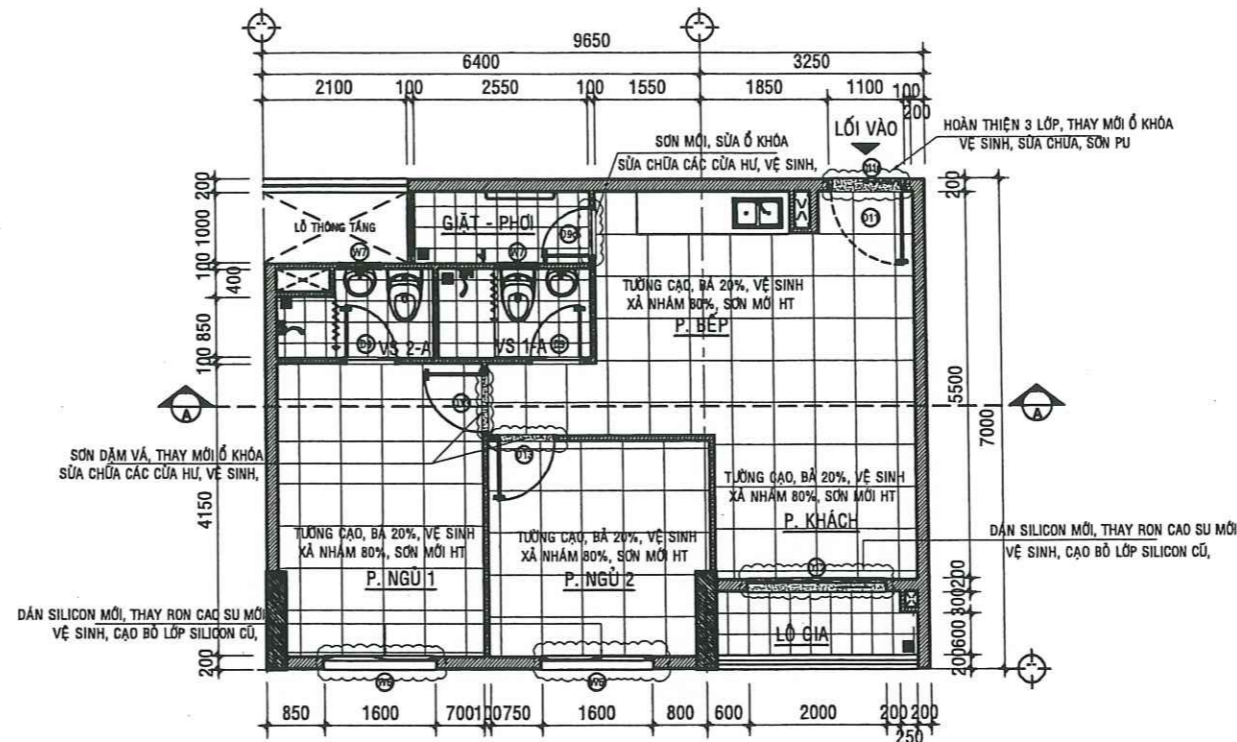 9650
6400 3250
2100 100 2550 100 1550 1850 1100 100
200
LỐI VÀO
HOÀN THIỆN 3 LỚP, THAY MỚI Ổ KHÓA
VỆ SINH, SỬA CHỮA, SƠN PU
SƠN MỚI, SỬA Ổ KHÓA
SỬA CHỮA CÁC CỬA HƯ, VỆ SINH,
200
1000
100
400
850
100
4150
200
LỖ THÔNG TẦNG
GIẶT - PHƠI
W7
W7
D11
200
TƯỜNG CẠO, BẢ 20%, VỆ SINH
XẢ NHÁM 80%, SƠN MỚI HT
P. BẾP
VS 2-A
VS 1-A
A
A
5500
7000
SƠN DẶM VÁ, THAY MỚI Ổ KHÓA
SỬA CHỮA CÁC CỬA HƯ, VỆ SINH,
D13
TƯỜNG CẠO, BẢ 20%, VỆ SINH
XẢ NHÁM 80%, SƠN MỚI HT
P. KHÁCH
TƯỜNG CẠO, BẢ 20%, VỆ SINH
XẢ NHÁM 80%, SƠN MỚI HT
P. NGỦ 1
TƯỜNG CẠO, BẢ 20%, VỆ SINH
XẢ NHÁM 80%, SƠN MỚI HT
P. NGỦ 2
DÁN SILICON MỚI, THAY RON CAO SU MỚI
VỆ SINH, CẠO BỎ LỚP SILICON CŨ,
DÁN SILICON MỚI, THAY RON CAO SU MỚI
VỆ SINH, CẠO BỎ LỚP SILICON CŨ,
LÔ GIA
200
300
600
200
850 1600 700 100 750 1600 800 600 2000 200 200
250